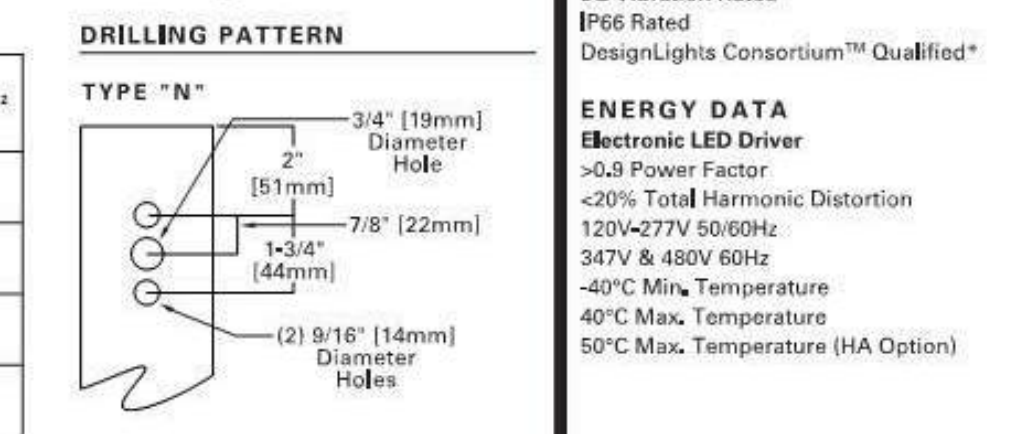 DRILLING PATTERN
TYPE "N"
3/4" [19mm]
Diameter
Hole
2"
[51mm]
7/8" [22mm]
1-3/4"
[44mm]
(2) 9/16" [14mm]
Diameter
Holes
IP66 Rated
DesignLights Consortium™ Qualified*
ENERGY DATA
Electronic LED Driver
>0.9 Power Factor
<20% Total Harmonic Distortion
120V-277V 50/60Hz
347V & 480V 60Hz
-40°C Min. Temperature
40°C Max. Temperature
50°C Max. Temperature (HA Option)